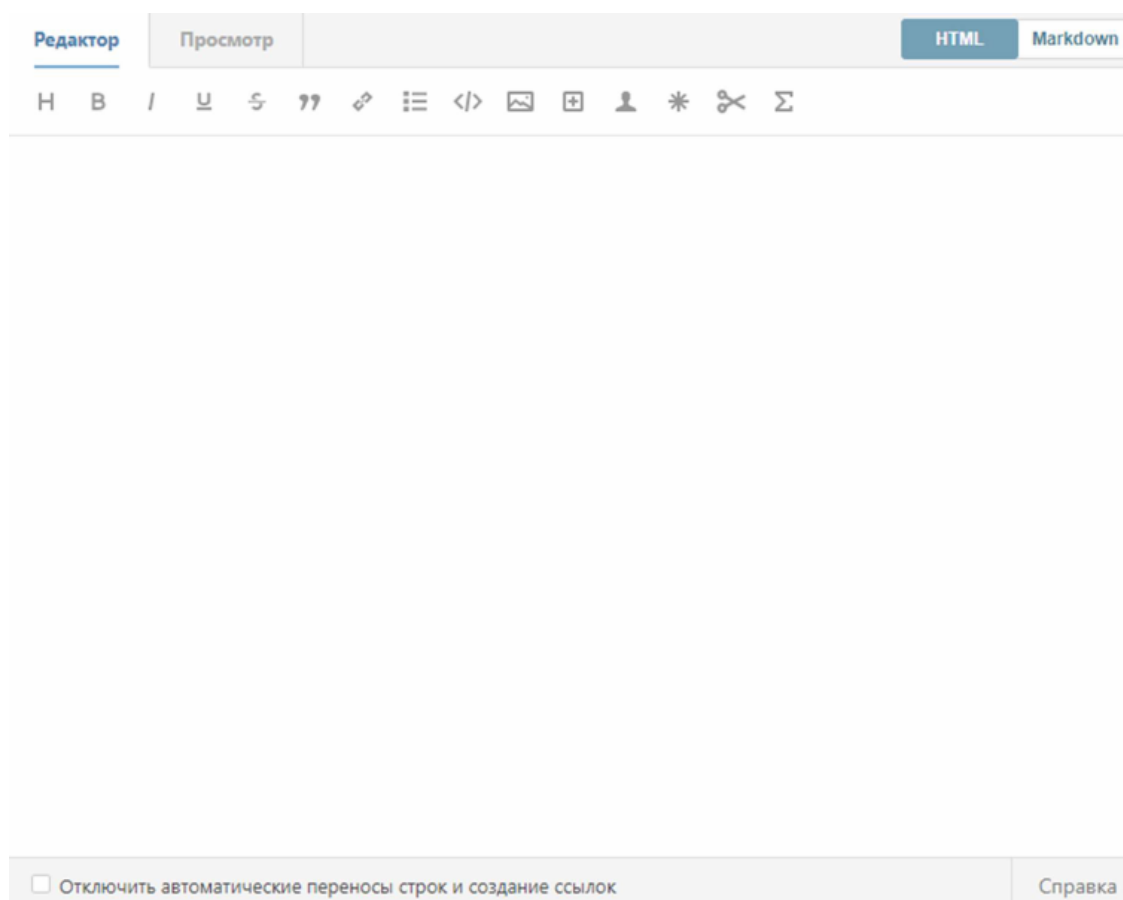 Редактор Просмотр HTML Markdown
H B I U S </> Σ
Отключить автоматические переносы строк и создание ссылок Справка